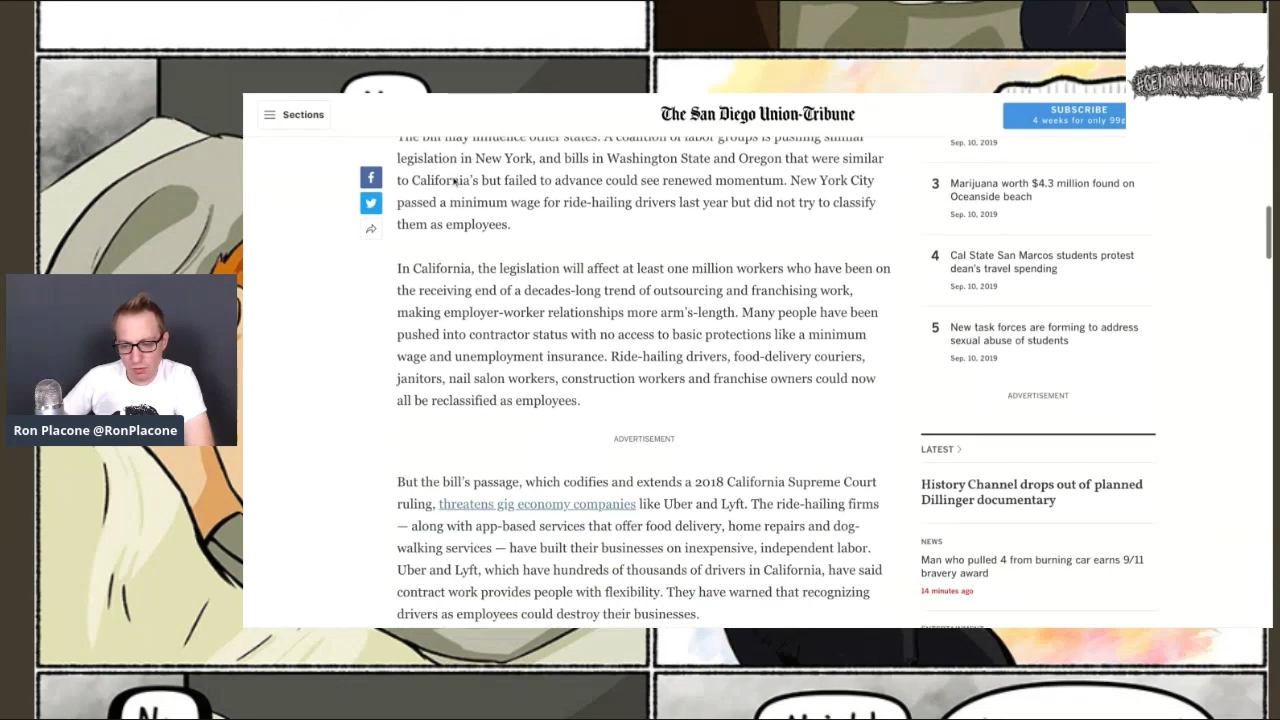 #GETYOURNEWSONWITHRON
Sections
The San Diego Union-Tribune
SUBSCRIBE
4 weeks for only 99¢
The bill may influence other states. A coalition of labor groups is pushing similar
legislation in New York, and bills in Washington State and Oregon that were similar
to California's but failed to advance could see renewed momentum. New York City
passed a minimum wage for ride-hailing drivers last year but did not try to classify
them as employees.
In California, the legislation will affect at least one million workers who have been on
the receiving end of a decades-long trend of outsourcing and franchising work,
making employer-worker relationships more arm's-length. Many people have been
pushed into contractor status with no access to basic protections like a minimum
wage and unemployment insurance. Ride-hailing drivers, food-delivery couriers,
janitors, nail salon workers, construction workers and franchise owners could now
all be reclassified as employees.
ADVERTISEMENT
But the bill's passage, which codifies and extends a 2018 California Supreme Court
ruling, threatens gig economy companies like Uber and Lyft. The ride-hailing firms
— along with app-based services that offer food delivery, home repairs and dog-
walking services — have built their businesses on inexpensive, independent labor.
Uber and Lyft, which have hundreds of thousands of drivers in California, have said
contract work provides people with flexibility. They have warned that recognizing
drivers as employees could destroy their businesses.
Sep. 10, 2019
3 Marijuana worth $4.3 million found on
Oceanside beach
Sep. 10, 2019
4 Cal State San Marcos students protest
dean's travel spending
Sep. 10, 2019
5 New task forces are forming to address
sexual abuse of students
Sep. 10, 2019
ADVERTISEMENT
LATEST
History Channel drops out of planned
Dillinger documentary
NEWS
Man who pulled 4 from burning car earns 9/11
bravery award
14 minutes ago
Ron Placone @RonPlacone